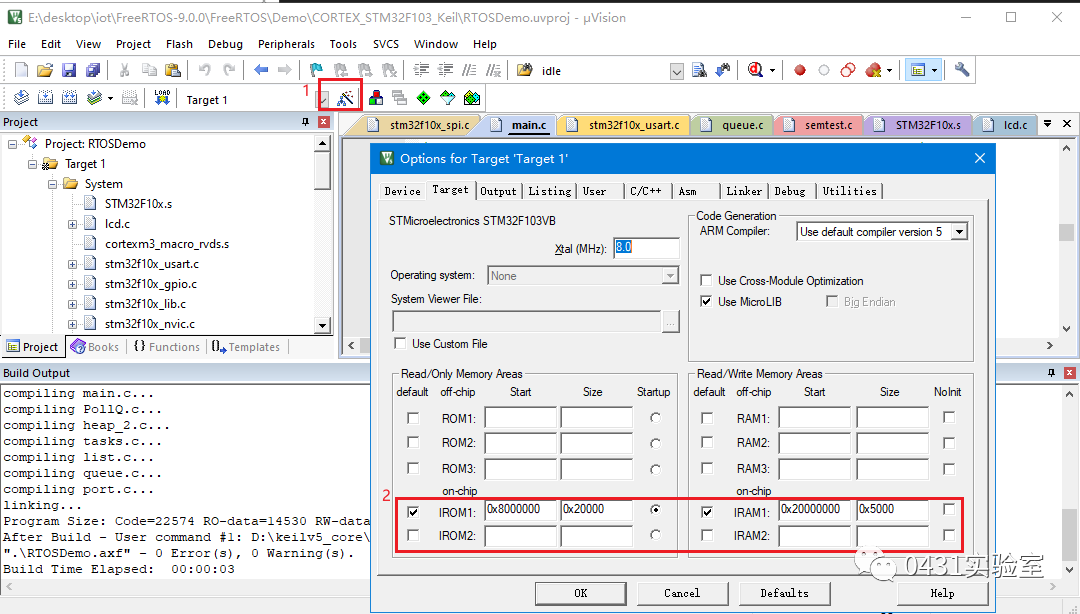 E:\desktop\iot\FreeRTOS-9.0.0\FreeRTOS\Demo\CORTEX_STM32F103_Keil\RTOSDemo.uvproj - µVision
File Edit View Project Flash Debug Peripherals Tools SVCS Window Help
idle
LOAD Target 1 1
Project
stm32f10x_spi.c main.c stm32f10x_usart.c queue.c semtest.c STM32F10x.s lcd.c
Project: RTOSDemo
Target 1
System
STM32F10x.s
lcd.c
cortexm3_macro_rvds.s
stm32f10x_usart.c
stm32f10x_gpio.c
stm32f10x_lib.c
stm32f10x_nvic.c
Project Books {} Functions Templates
Build Output
compiling main.c...
compiling PollQ.c...
compiling heap_2.c...
compiling tasks.c...
compiling list.c...
compiling queue.c...
compiling port.c...
linking...
Program Size: Code=22574 RO-data=14530 RW-data
After Build - User command #1: D:\keilv5_core\
".\RTOSDemo.axf" - 0 Error(s), 0 Warning(s).
Build Time Elapsed:  00:00:03
Options for Target 'Target 1'
Device Target Output Listing User C/C++ Asm Linker Debug Utilities
STMicroelectronics STM32F103VB
Xtal (MHz): 8.0
Operating system: None
System Viewer File:
...
Use Custom File
Code Generation
ARM Compiler: Use default compiler version 5
Use Cross-Module Optimization
Use MicroLIB Big Endian
Read/Only Memory Areas
default off-chip Start Size Startup
ROM1:
ROM2:
ROM3:
on-chip
2
IROM1: 0x8000000 0x20000
IROM2:
Read/Write Memory Areas
default off-chip Start Size NoInit
RAM1:
RAM2:
RAM3:
on-chip
IRAM1: 0x20000000 0x5000
IRAM2:
OK Cancel Defaults Help
0431实验室